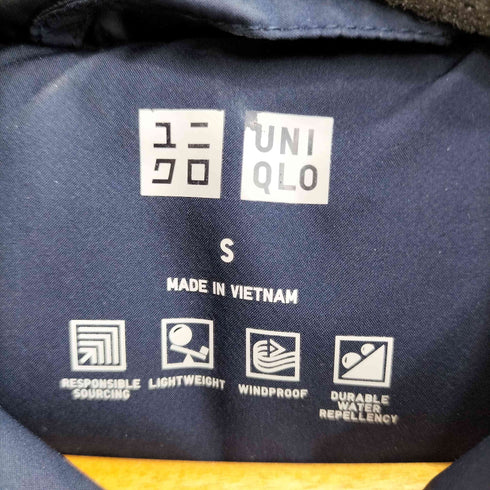 ユニ
クロ
UNI
QLO
S
MADE IN VIETNAM
RESPONSIBLE
SOURCING
LIGHTWEIGHT
WINDPROOF
DURABLE
WATER
REPELLENCY